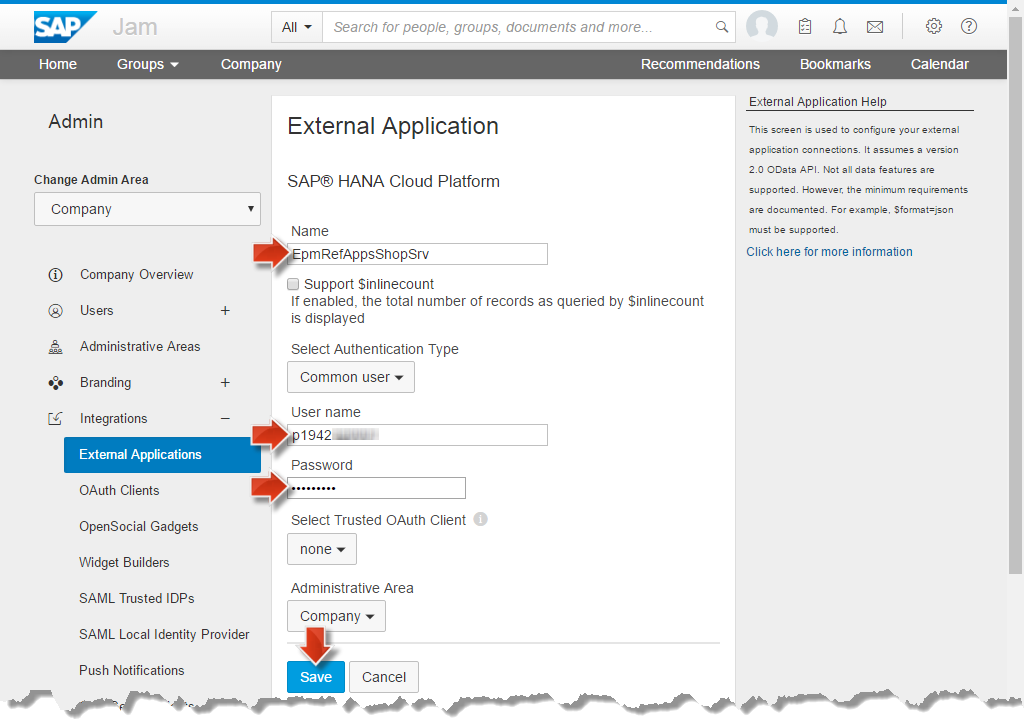 SAP Jam
All
Search for people, groups, documents and more...
Home Groups Company Recommendations Bookmarks Calendar
Admin
Change Admin Area
Company
Company Overview
Users +
Administrative Areas
Branding +
Integrations −
External Applications
OAuth Clients
OpenSocial Gadgets
Widget Builders
SAML Trusted IDPs
SAML Local Identity Provider
Push Notifications
External Application
SAP® HANA Cloud Platform
Name
EpmRefAppsShopSrv
Support $inlinecount
If enabled, the total number of records as queried by $inlinecount
is displayed
Select Authentication Type
Common user
User name
p1942
Password
•••••••••
Select Trusted OAuth Client
none
Administrative Area
Company
Save Cancel
External Application Help
This screen is used to configure your external
application connections. It assumes a version
2.0 OData API. Not all data features are
supported. However, the minimum requirements
are documented. For example, $format=json
must be supported.
Click here for more information